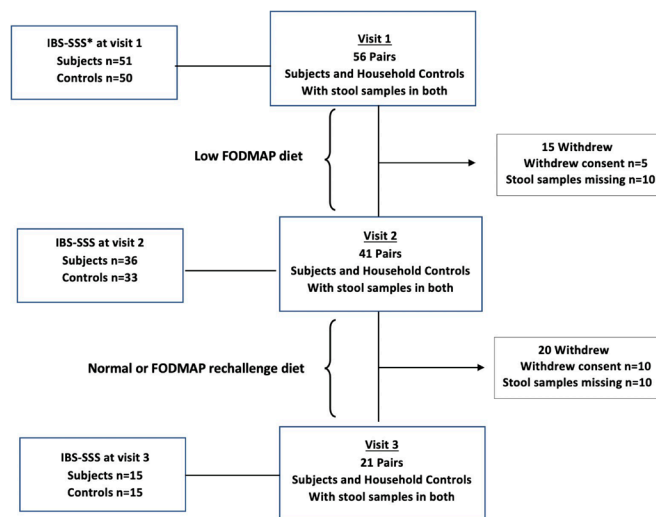 IBS-SSS* at visit 1
Subjects n=51
Controls n=50
Visit 1
56 Pairs
Subjects and Household Controls
With stool samples in both
Low FODMAP diet
15 Withdrew
Withdrew consent n=5
Stool samples missing n=10
IBS-SSS at visit 2
Subjects n=36
Controls n=33
Visit 2
41 Pairs
Subjects and Household Controls
With stool samples in both
Normal or FODMAP rechallenge diet
20 Withdrew
Withdrew consent n=10
Stool samples missing n=10
IBS-SSS at visit 3
Subjects n=15
Controls n=15
Visit 3
21 Pairs
Subjects and Household Controls
With stool samples in both